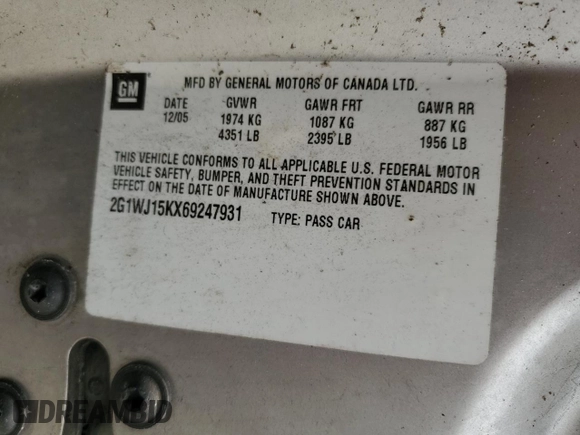 GM
MFD BY GENERAL MOTORS OF CANADA LTD.
DATE GVWR GAWR FRT GAWR RR
12/05 1974 KG 1087 KG 887 KG
4351 LB 2395 LB 1956 LB
THIS VEHICLE CONFORMS TO ALL APPLICABLE U.S. FEDERAL MOTOR
VEHICLE SAFETY, BUMPER, AND THEFT PREVENTION STANDARDS IN
EFFECT ON THE DATE OF MANUFACTURE SHOWN ABOVE.
2G1WJ15KX69247931 TYPE: PASS CAR
DREAMBID